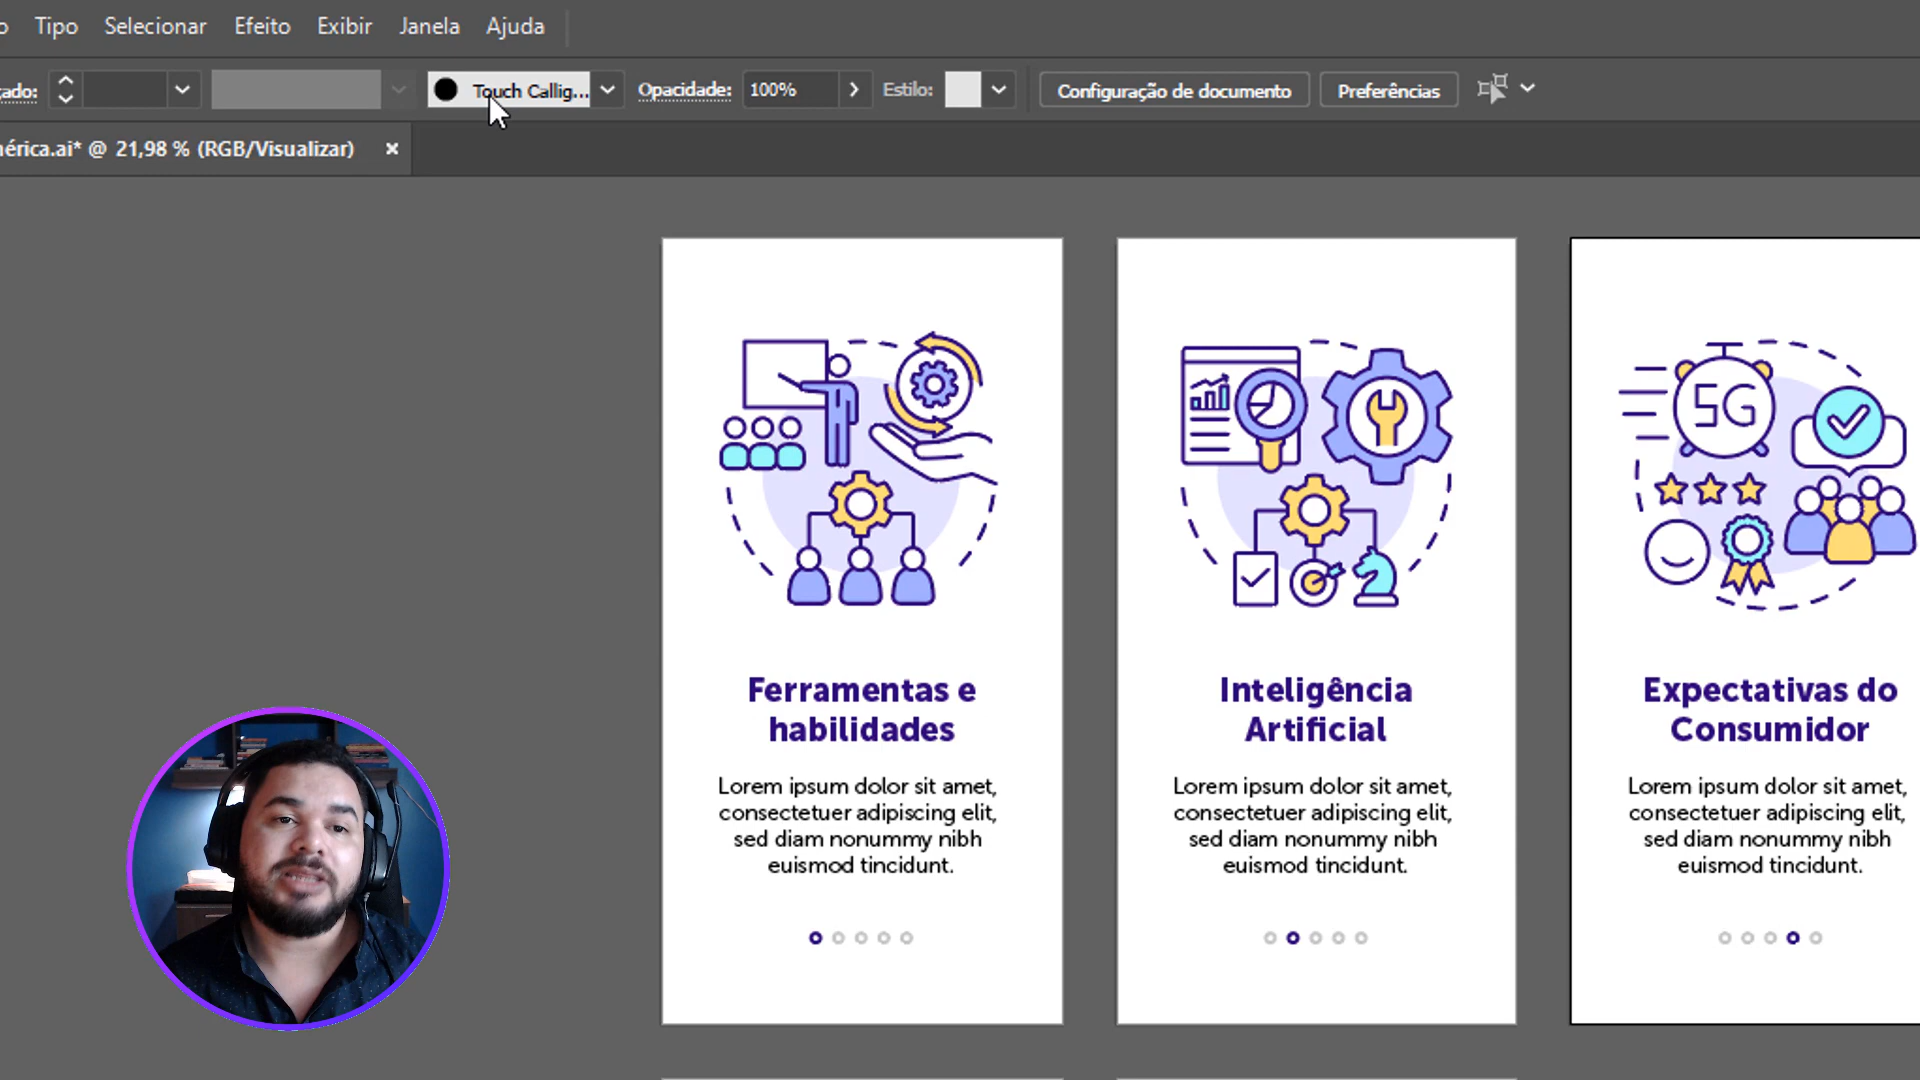 o Tipo Selecionar Efeito Exibir Janela Ajuda
çado: Touch Callig... Opacidade: 100% Estilo: Configuração de documento Preferências
nérica.ai* @ 21,98 % (RGB/Visualizar) ×
5G
Ferramentas e
habilidades
Lorem ipsum dolor sit amet,
consectetuer adipiscing elit,
sed diam nonummy nibh
euismod tincidunt.
Inteligência
Artificial
Lorem ipsum dolor sit amet,
consectetuer adipiscing elit,
sed diam nonummy nibh
euismod tincidunt.
Expectativas do
Consumidor
Lorem ipsum dolor sit amet,
consectetuer adipiscing elit,
sed diam nonummy nibh
euismod tincidunt.